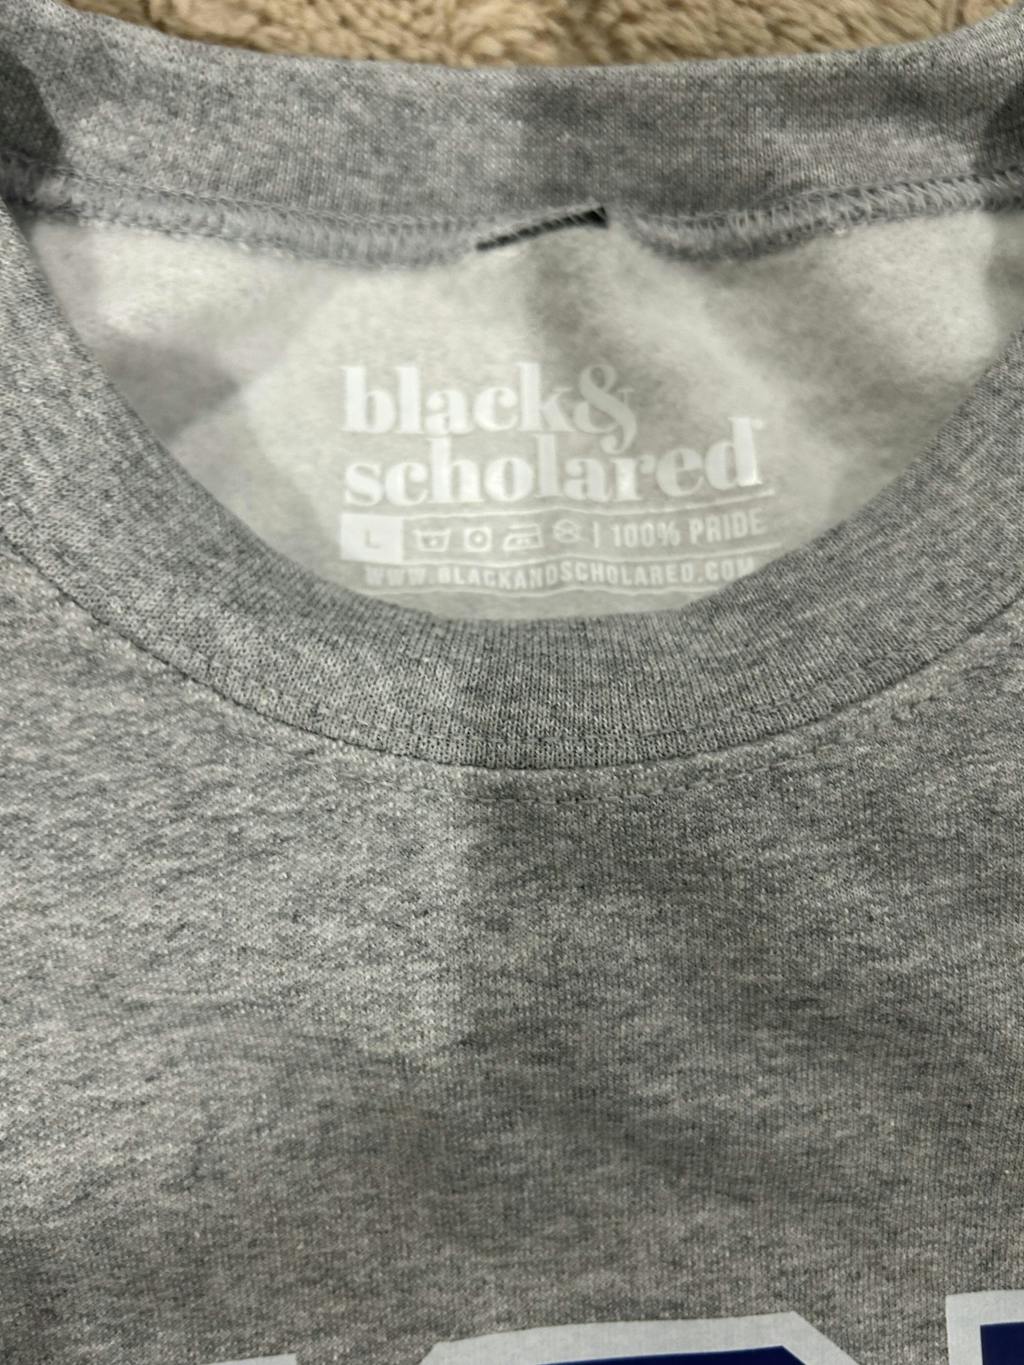 black&
scholared
L | 100% PRIDE
WWW.BLACKANDSCHOLARED.COM